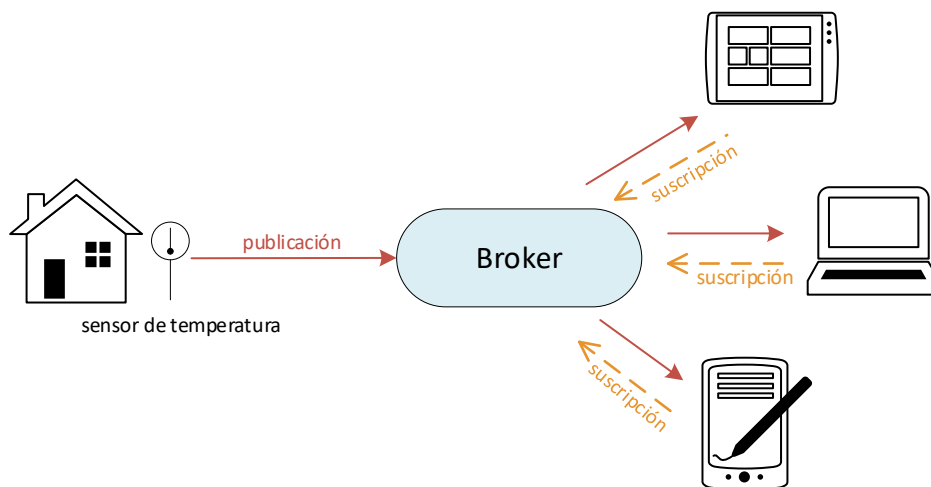 suscripción
publicación
Broker
suscripción
sensor de temperatura
suscripción